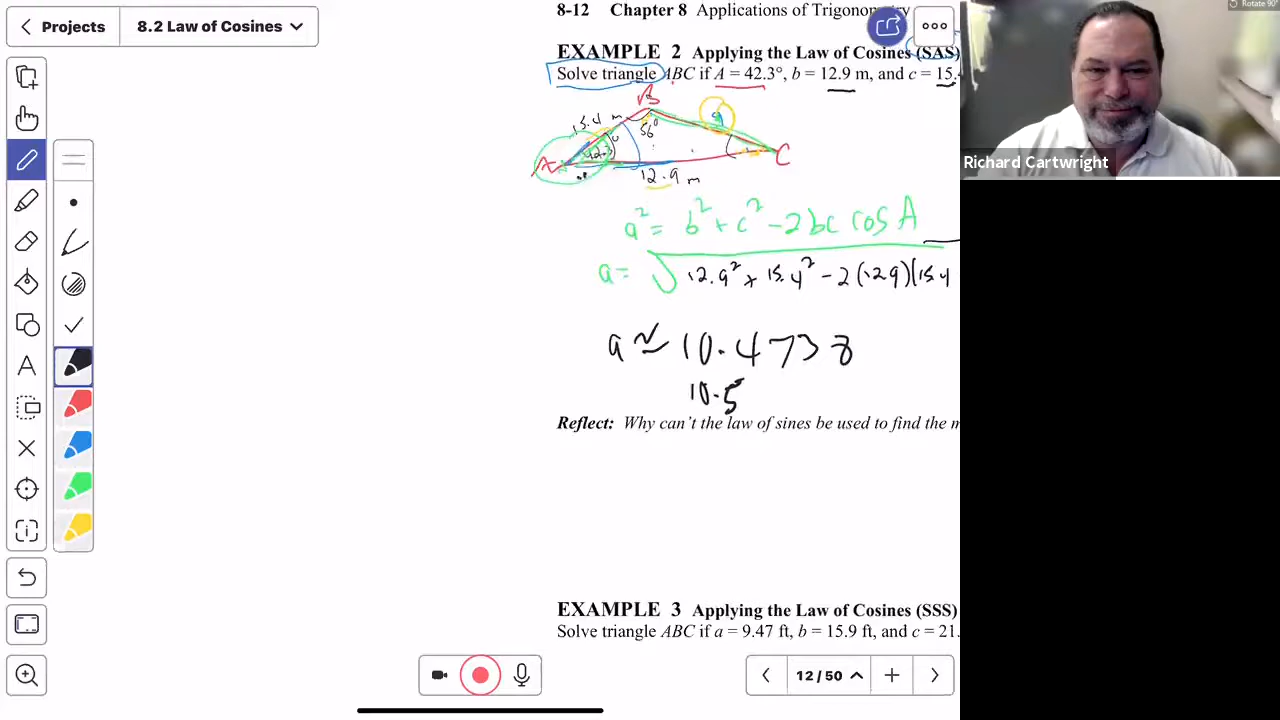 Projects
8.2 Law of Cosines
8-12 Chapter 8 Applications of Trigonometry
Rotate 90°
EXAMPLE 2 Applying the Law of Cosines (SAS)
Solve triangle ABC if A = 42.3°, b = 12.9 m, and c = 15.4
B
15.4 m
56°
a
42.3
A
C
12.9 m
Richard Cartwright
a² = b² + c² - 2bc cos A
a = √ 12.9² + 15.4² - 2(12.9)(15.4
a ≈ 10.4738
10.5
Reflect: Why can't the law of sines be used to find the m
EXAMPLE 3 Applying the Law of Cosines (SSS)
Solve triangle ABC if a = 9.47 ft, b = 15.9 ft, and c = 21.
A
12 / 50